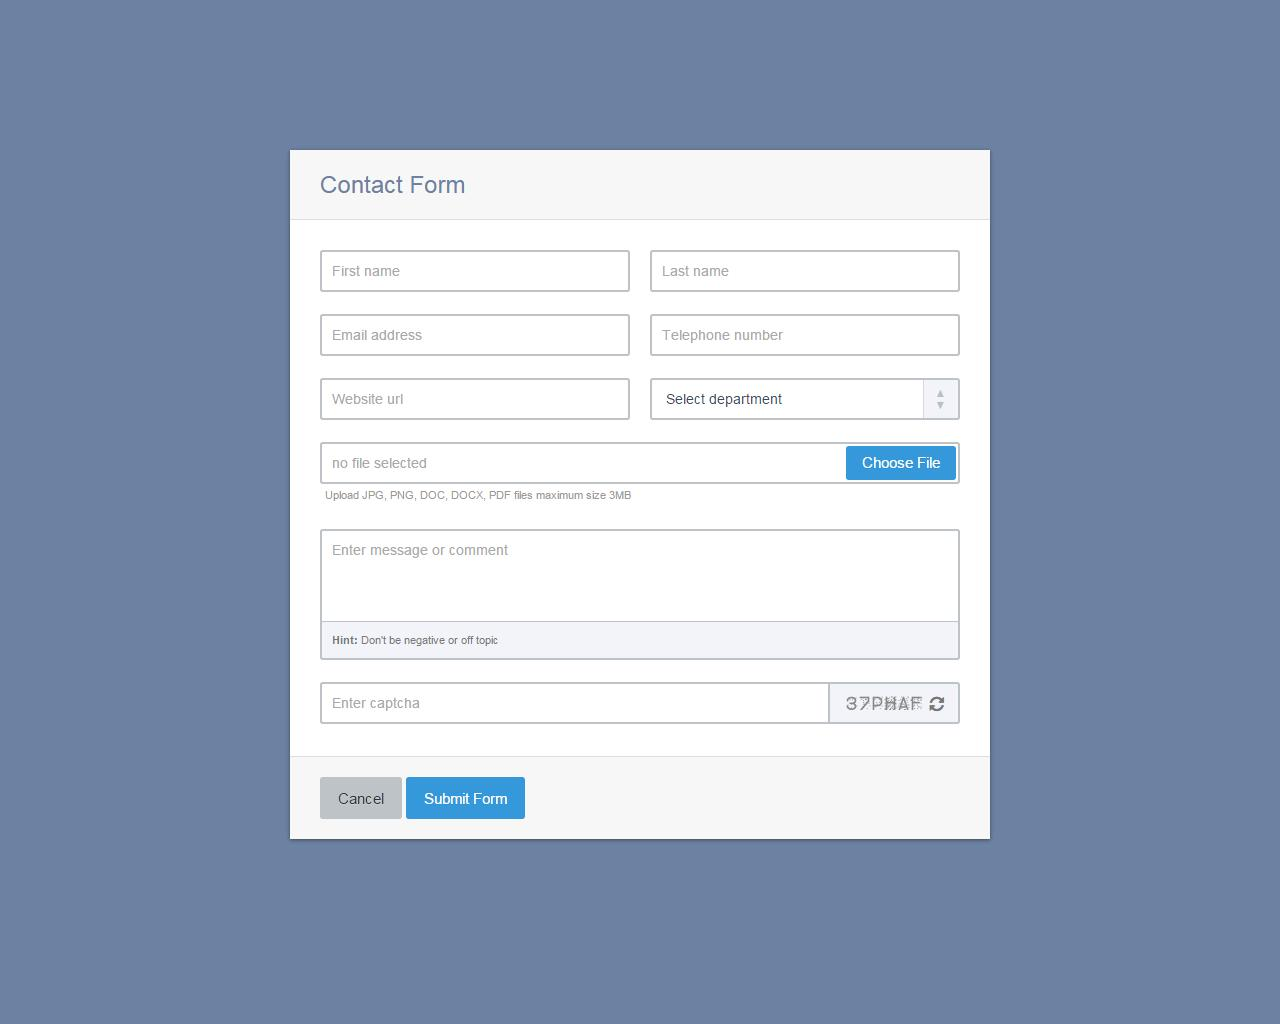 Contact Form
First name
Last name
Email address
Telephone number
Website url
Select department
no file selected
Choose File
Upload JPG, PNG, DOC, DOCX, PDF files maximum size 3MB
Enter message or comment
Hint: Don't be negative or off topic
Enter captcha
Cancel
Submit Form